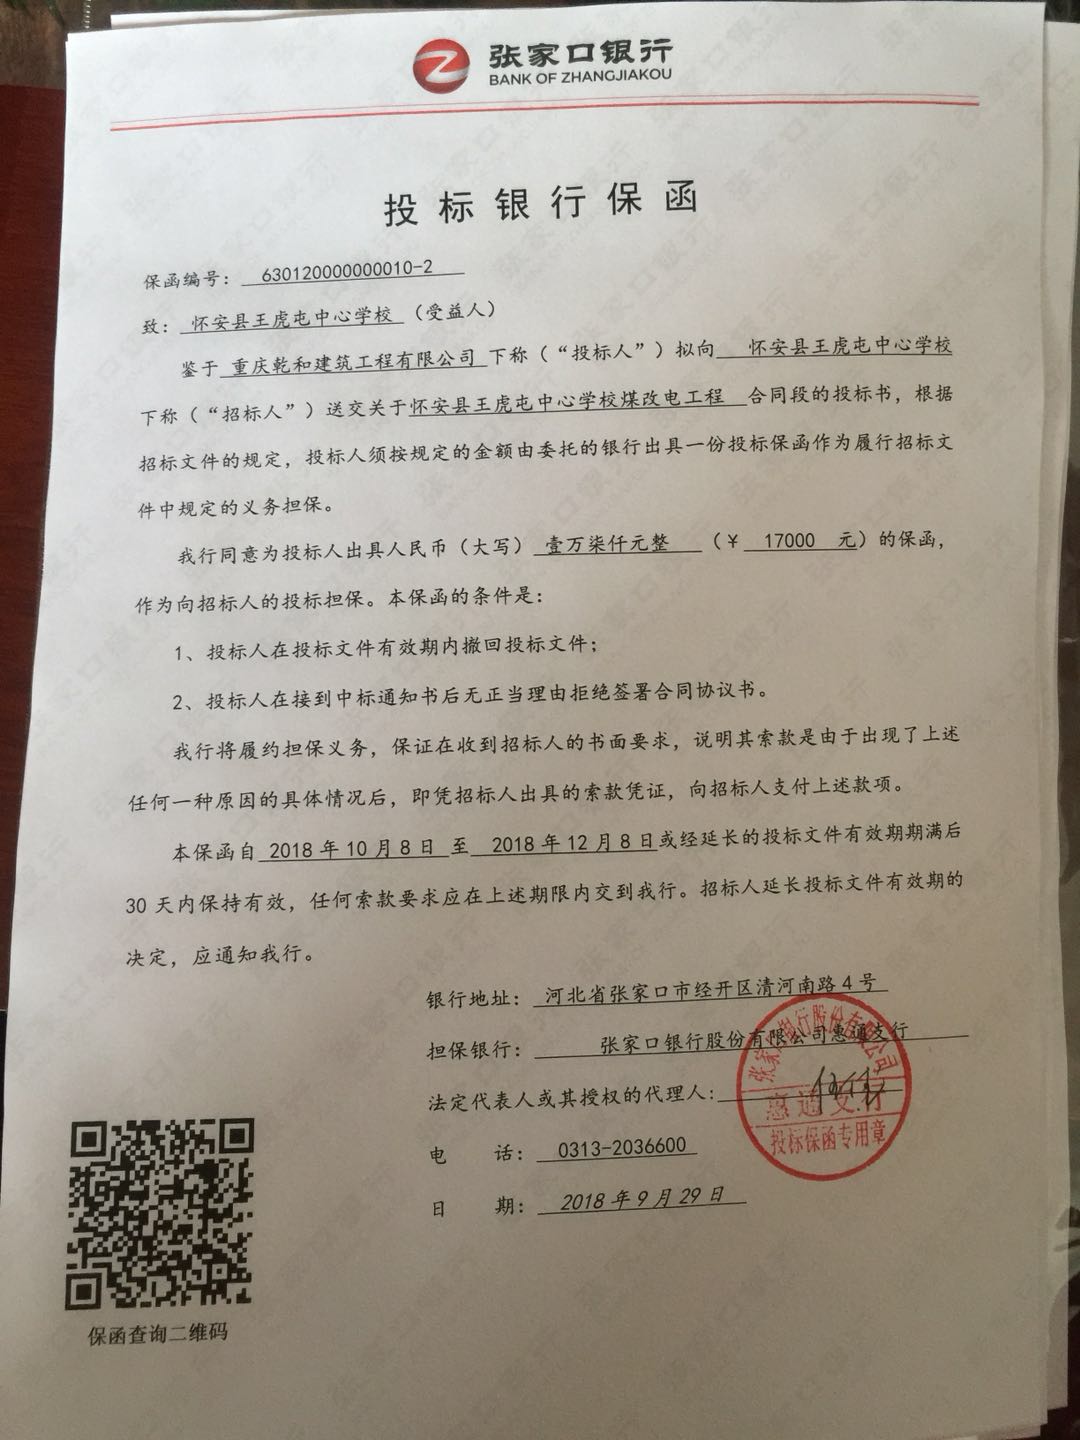 张家口银行
BANK OF ZHANGJIAKOU
投标银行保函
保函编号：630120000000010-2
致：怀安县王虎屯中心学校（受益人）
鉴于重庆乾和建筑工程有限公司下称（“投标人”）拟向 怀安县王虎屯中心学校
下称（“招标人”）送交关于怀安县王虎屯中心学校煤改电工程 合同段的投标书，根据
招标文件的规定，投标人须按规定的金额由委托的银行出具一份投标保函作为履行招标文
件中规定的义务担保。
我行同意为投标人出具人民币（大写）壹万柒仟元整（￥ 17000 元）的保函，
作为向招标人的投标担保。本保函的条件是：
1、投标人在投标文件有效期内撤回投标文件；
2、投标人在接到中标通知书后无正当理由拒绝签署合同协议书。
我行将履约担保义务，保证在收到招标人的书面要求，说明其索款是由于出现了上述
任何一种原因的具体情况后，即凭招标人出具的索款凭证，向招标人支付上述款项。
本保函自 2018 年 10 月 8 日 至 2018 年 12 月 8 日或经延长的投标文件有效期期满后
30 天内保持有效，任何索款要求应在上述期限内交到我行。招标人延长投标文件有效期的
决定，应通知我行。
银行地址：河北省张家口市经开区清河南路 4 号
担保银行：张家口银行股份有限公司惠通支行
法定代表人或其授权的代理人：
电 话：0313-2036600
日 期：2018 年 9 月 29 日
张家口银行股份有限公司
惠通支行
投标保函专用章
保函查询二维码